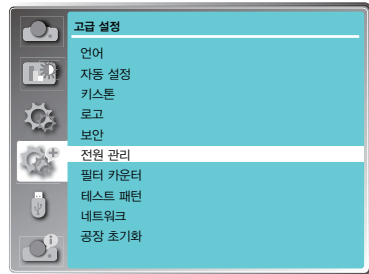 고급 설정
언어
자동 설정
키스톤
로고
보안
전원 관리
필터 카운터
테스트 패턴
네트워크
공장 초기화